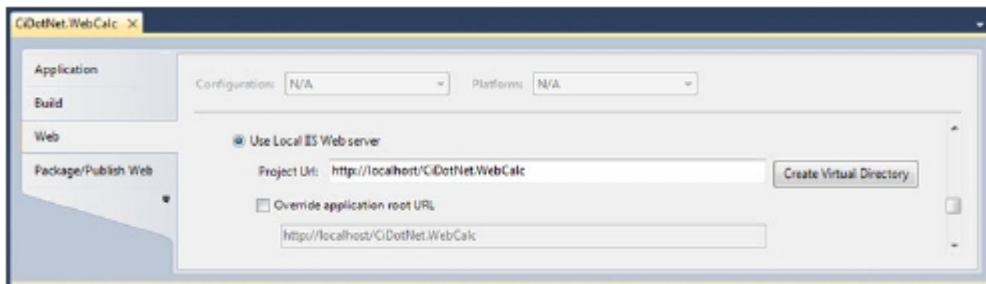 CiDotNet.WebCalc
Application
Build
Web
Package/Publish Web
Configuration: N/A Platform: N/A
Use Local IIS Web server
Project Url: http://localhost/CiDotNet.WebCalc Create Virtual Directory
Override application root URL
http://localhost/CiDotNet.WebCalc